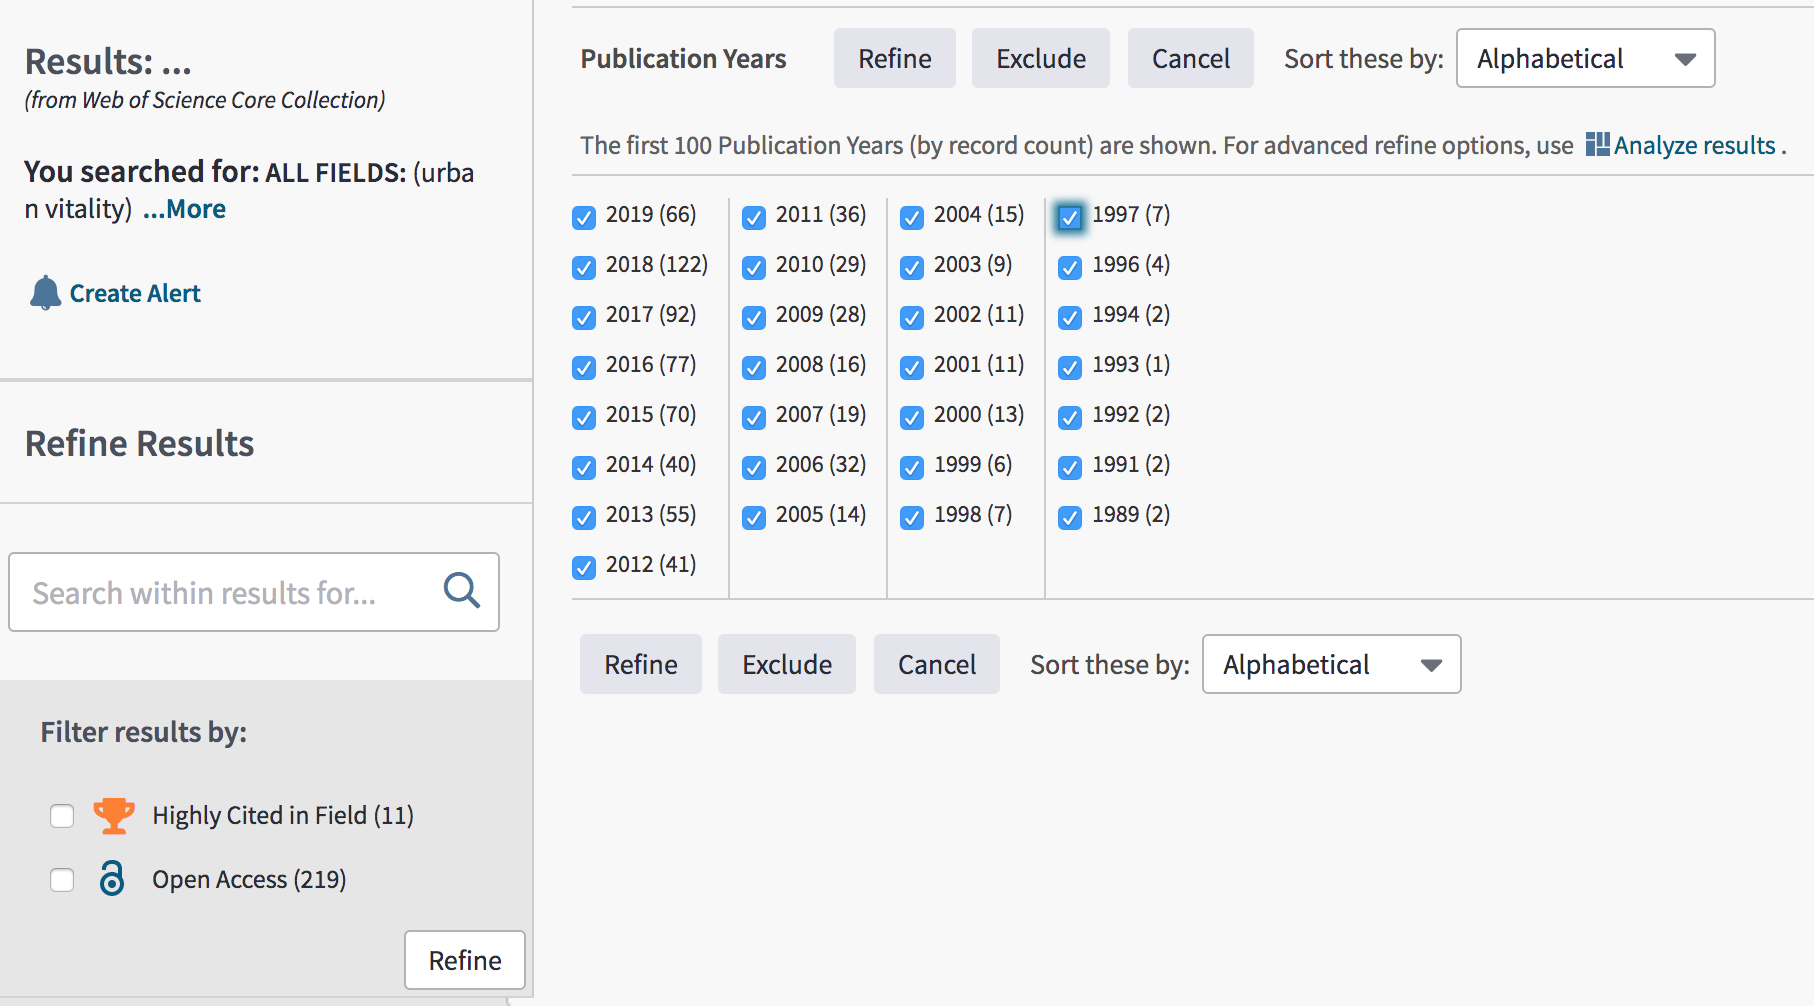 Results: ...
(from Web of Science Core Collection)
You searched for: ALL FIELDS: (urba
n vitality) ...More
Create Alert
Refine Results
Search within results for...
Filter results by:
Highly Cited in Field (11)
Open Access (219)
Refine
Publication Years Refine Exclude Cancel Sort these by: Alphabetical
The first 100 Publication Years (by record count) are shown. For advanced refine options, use Analyze results .
2019 (66) 2011 (36) 2004 (15) 1997 (7)
2018 (122) 2010 (29) 2003 (9) 1996 (4)
2017 (92) 2009 (28) 2002 (11) 1994 (2)
2016 (77) 2008 (16) 2001 (11) 1993 (1)
2015 (70) 2007 (19) 2000 (13) 1992 (2)
2014 (40) 2006 (32) 1999 (6) 1991 (2)
2013 (55) 2005 (14) 1998 (7) 1989 (2)
2012 (41)
Refine Exclude Cancel Sort these by: Alphabetical